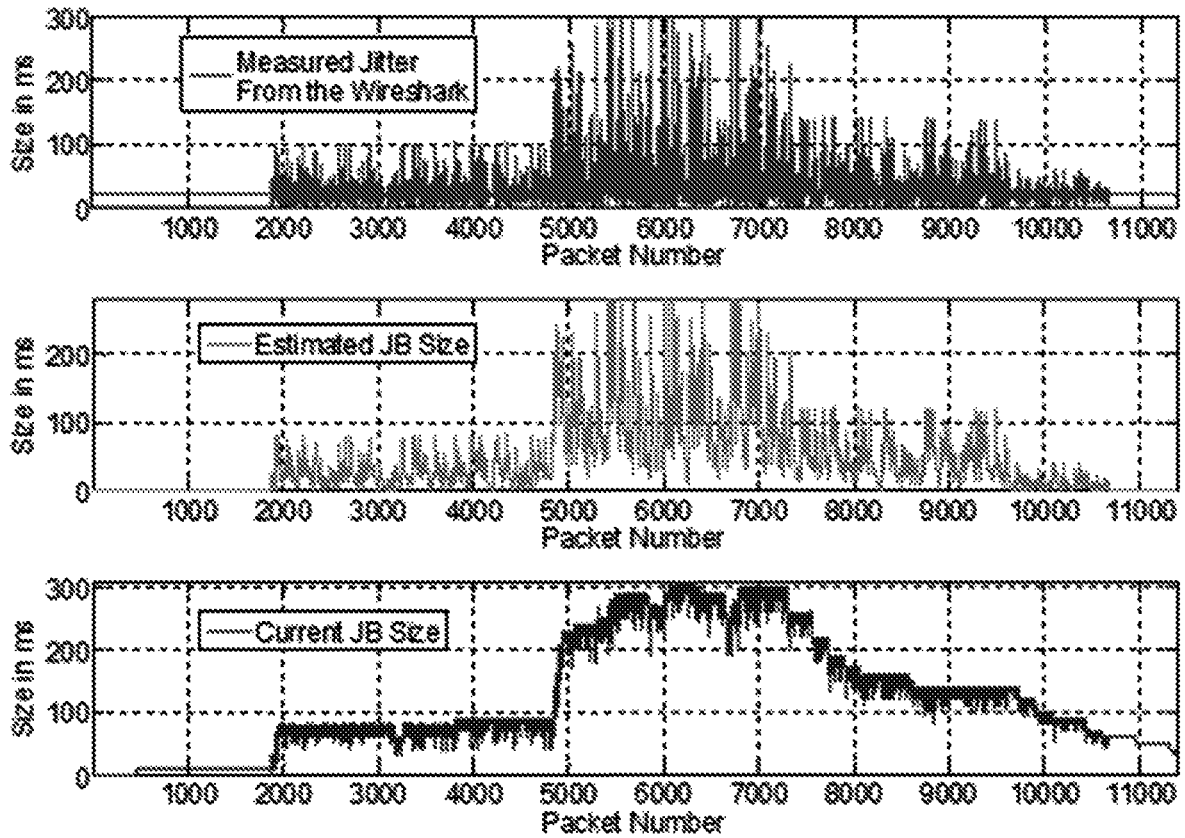 300
200
100
0
Size in ms
Measured Jitter
From the Wireshark
1000 2000 3000 4000 5000 6000 7000 8000 9000 10000 11000
Packet Number
200
100
0
Size in ms
Estimated JB Size
1000 2000 3000 4000 5000 6000 7000 8000 9000 10000 11000
Packet Number
300
200
100
0
Size in ms
Current JB Size
1000 2000 3000 4000 5000 6000 7000 8000 9000 10000 11000
Packet Number